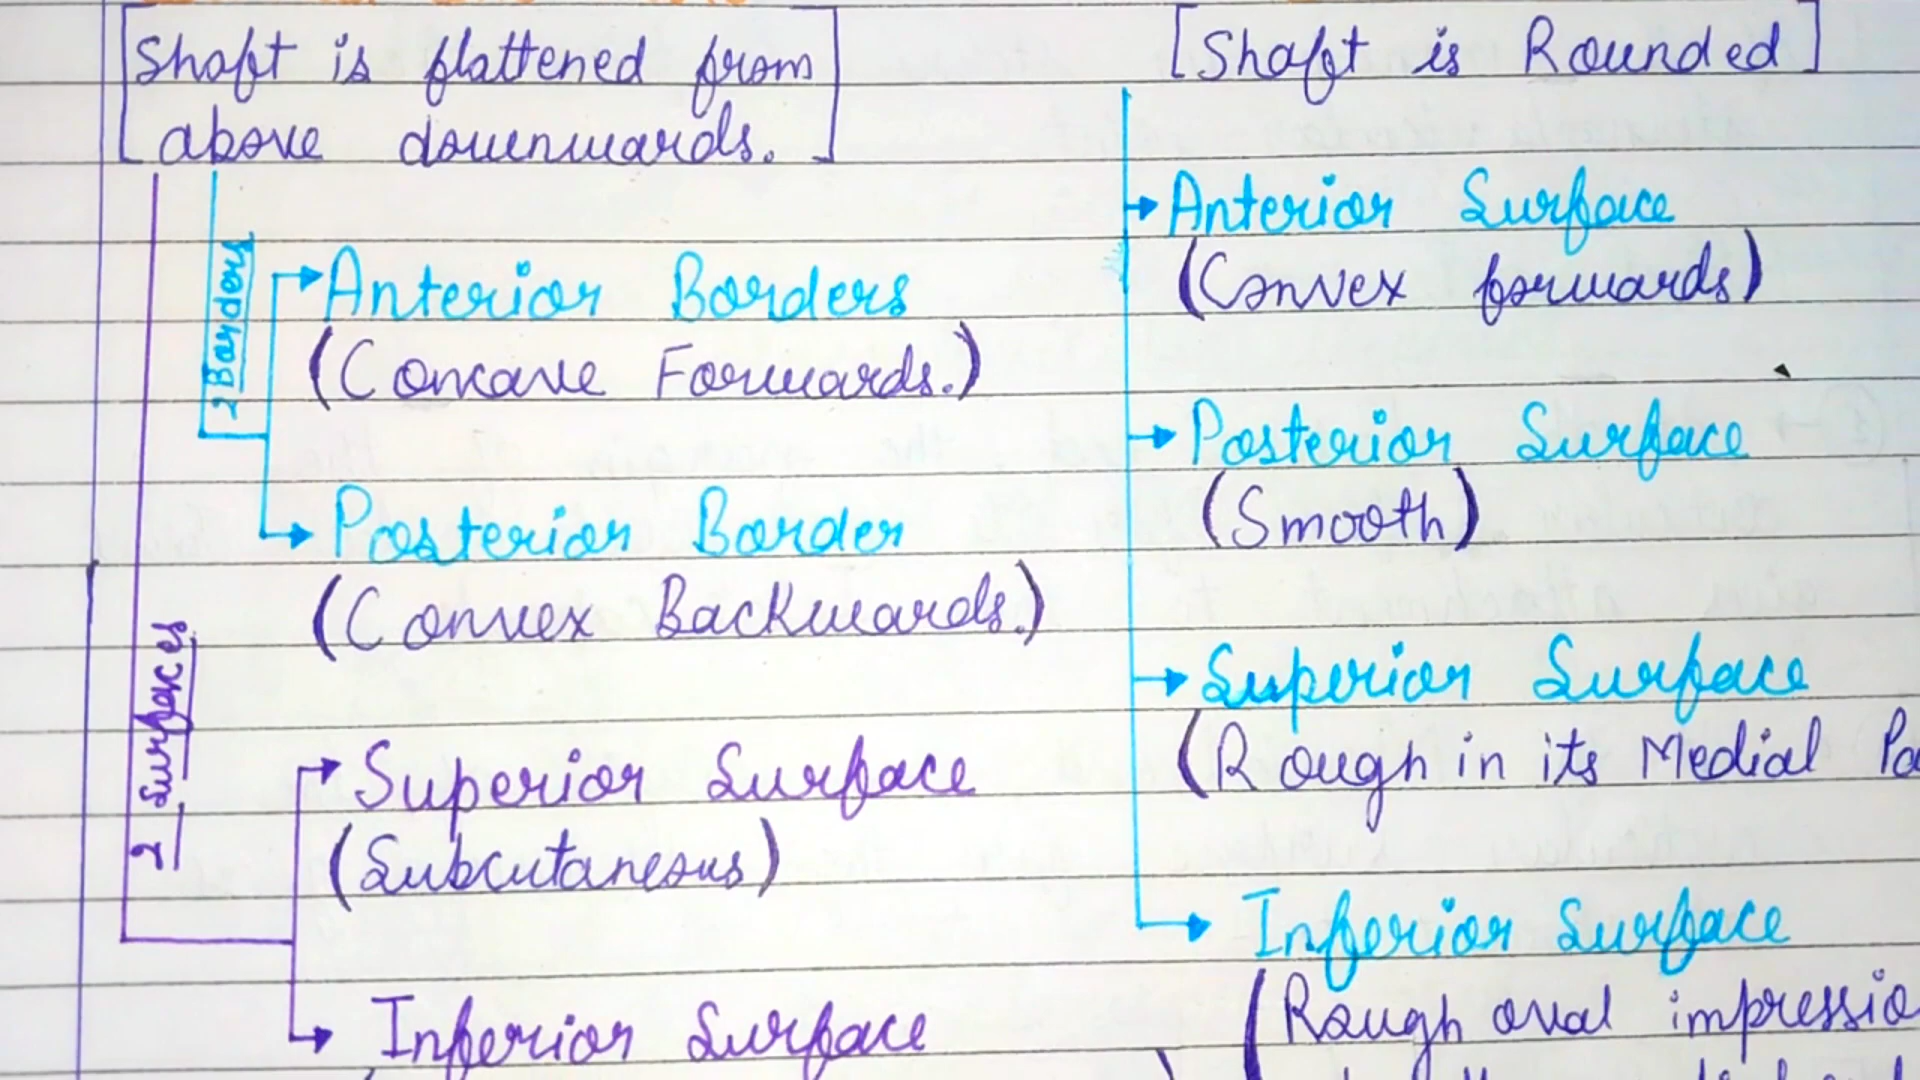 [Shaft is flattened from
above downwards.]
2 Borders
Anterior Borders
(Concave Forwards.)
Posterior Border
(Convex Backwards.)
2 Surfaces
Superior Surface
(Subcutaneous)
Inferior Surface
[Shaft is Rounded]
Anterior Surface
(Convex forwards)
Posterior Surface
(Smooth)
Superior Surface
(Rough in its Medial
Inferior Surface
(Rough oval